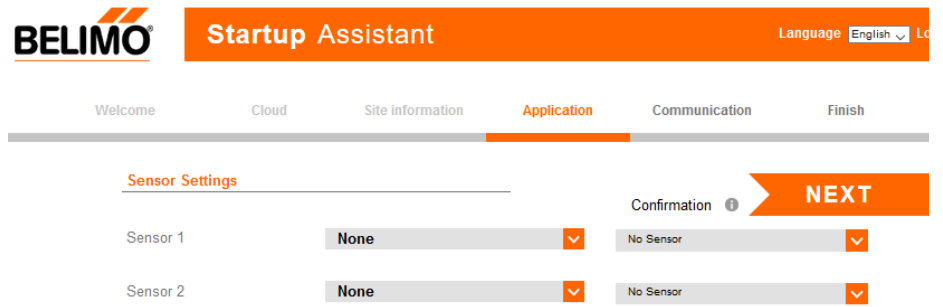 BELIMO®
Startup Assistant
Language English
Welcome Cloud Site information Application Communication Finish
Sensor Settings
Confirmation i NEXT
Sensor 1 None No Sensor
Sensor 2 None No Sensor